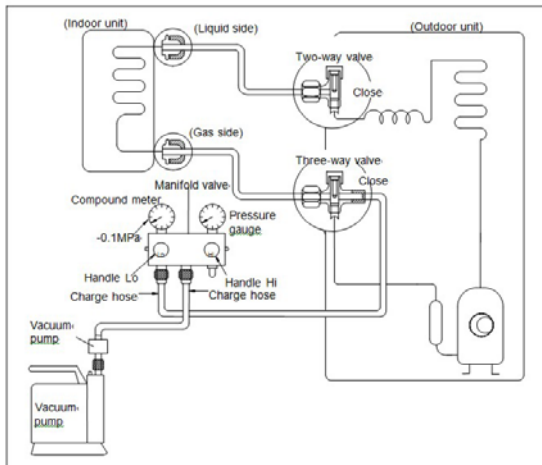 (Indoor unit)
(Liquid side)
(Outdoor unit)
Two-way valve
Close
(Gas side)
Three-way valve
Close
Manifold valve
Compound meter
Pressure
gauge
-0.1MPa
Handle Lo
Handle Hi
Charge hose
Charge hose
Vacuum-
pump
Vacuum-
pump